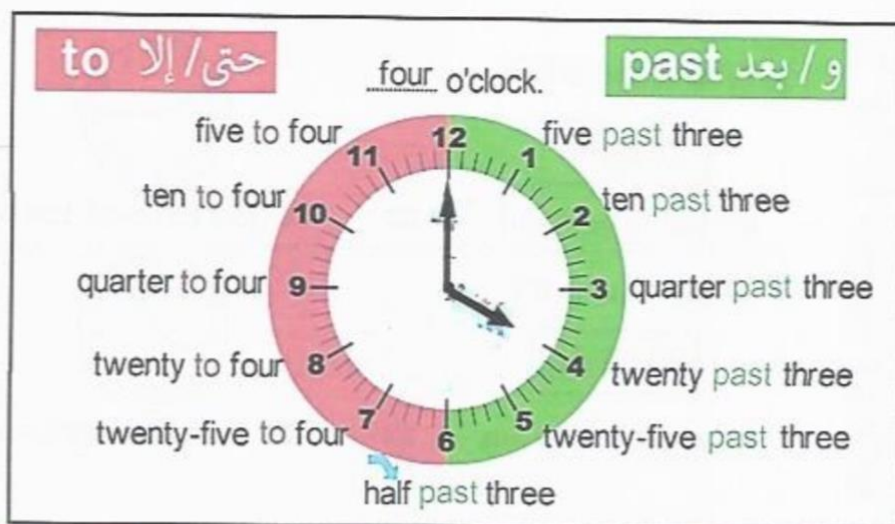 to حتى/إلا
past و/بعد
four o'clock.
five to four
five past three
ten to four
ten past three
quarter to four
quarter past three
twenty to four
twenty past three
twenty-five to four
twenty-five past three
half past three
12
1
2
3
4
5
6
7
8
9
10
11